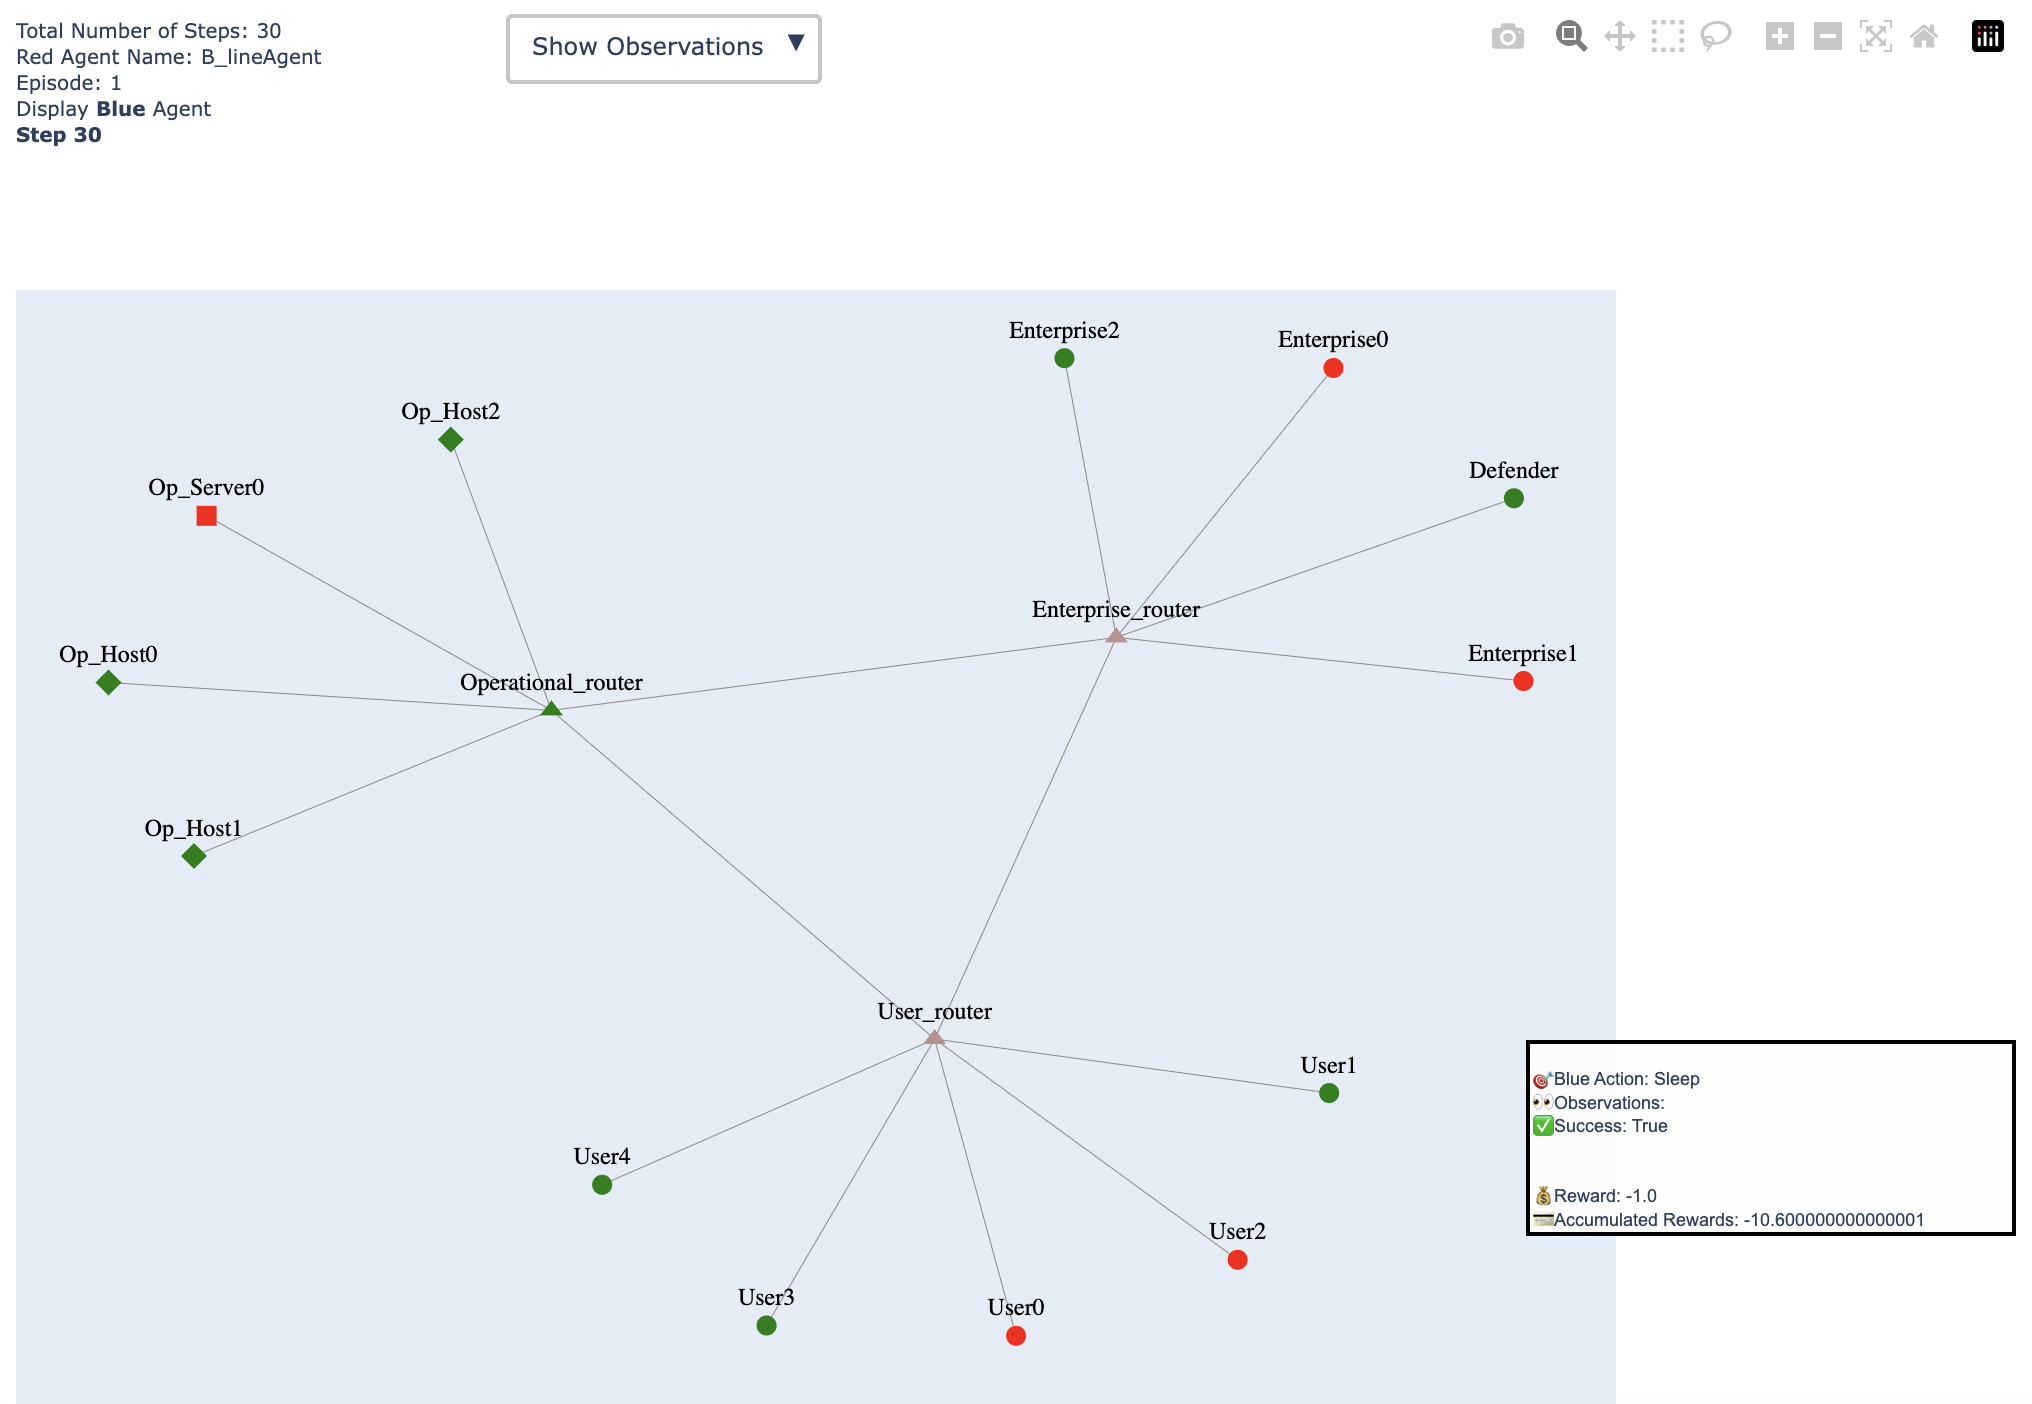 Total Number of Steps: 30
Red Agent Name: B_lineAgent
Episode: 1
Display Blue Agent
Step 30
Show Observations ▼
Enterprise2
Enterprise0
Op_Host2
Defender
Op_Server0
Enterprise_router
Op_Host0
Enterprise1
Operational_router
Op_Host1
User_router
User1
User4
User2
User3
User0
🎯Blue Action: Sleep
👀Observations:
✅Success: True
💰Reward: -1.0
💳Accumulated Rewards: -10.600000000000001